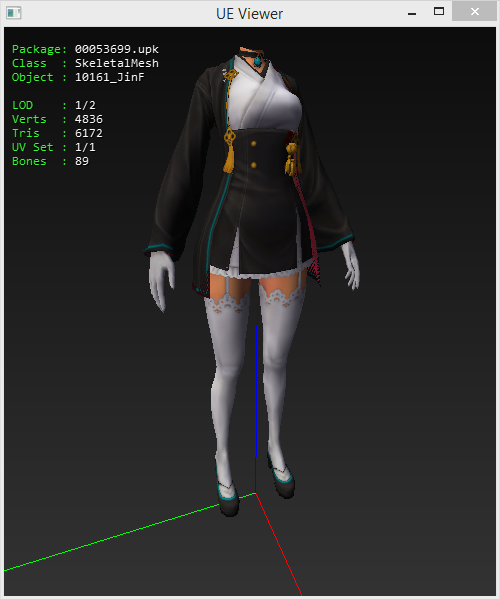 UE Viewer
Package: 00053699.upk
Class  : SkeletalMesh
Object : 10161_JinF
LOD    : 1/2
Verts  : 4836
Tris   : 6172
UV Set : 1/1
Bones  : 89